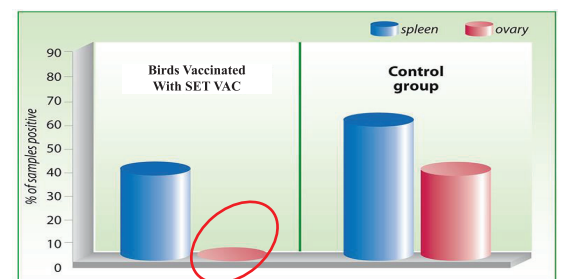 spleen ovary
Birds Vaccinated
With SET VAC
Control
group
% of samples positive
90
80
70
60
50
40
30
20
10
0